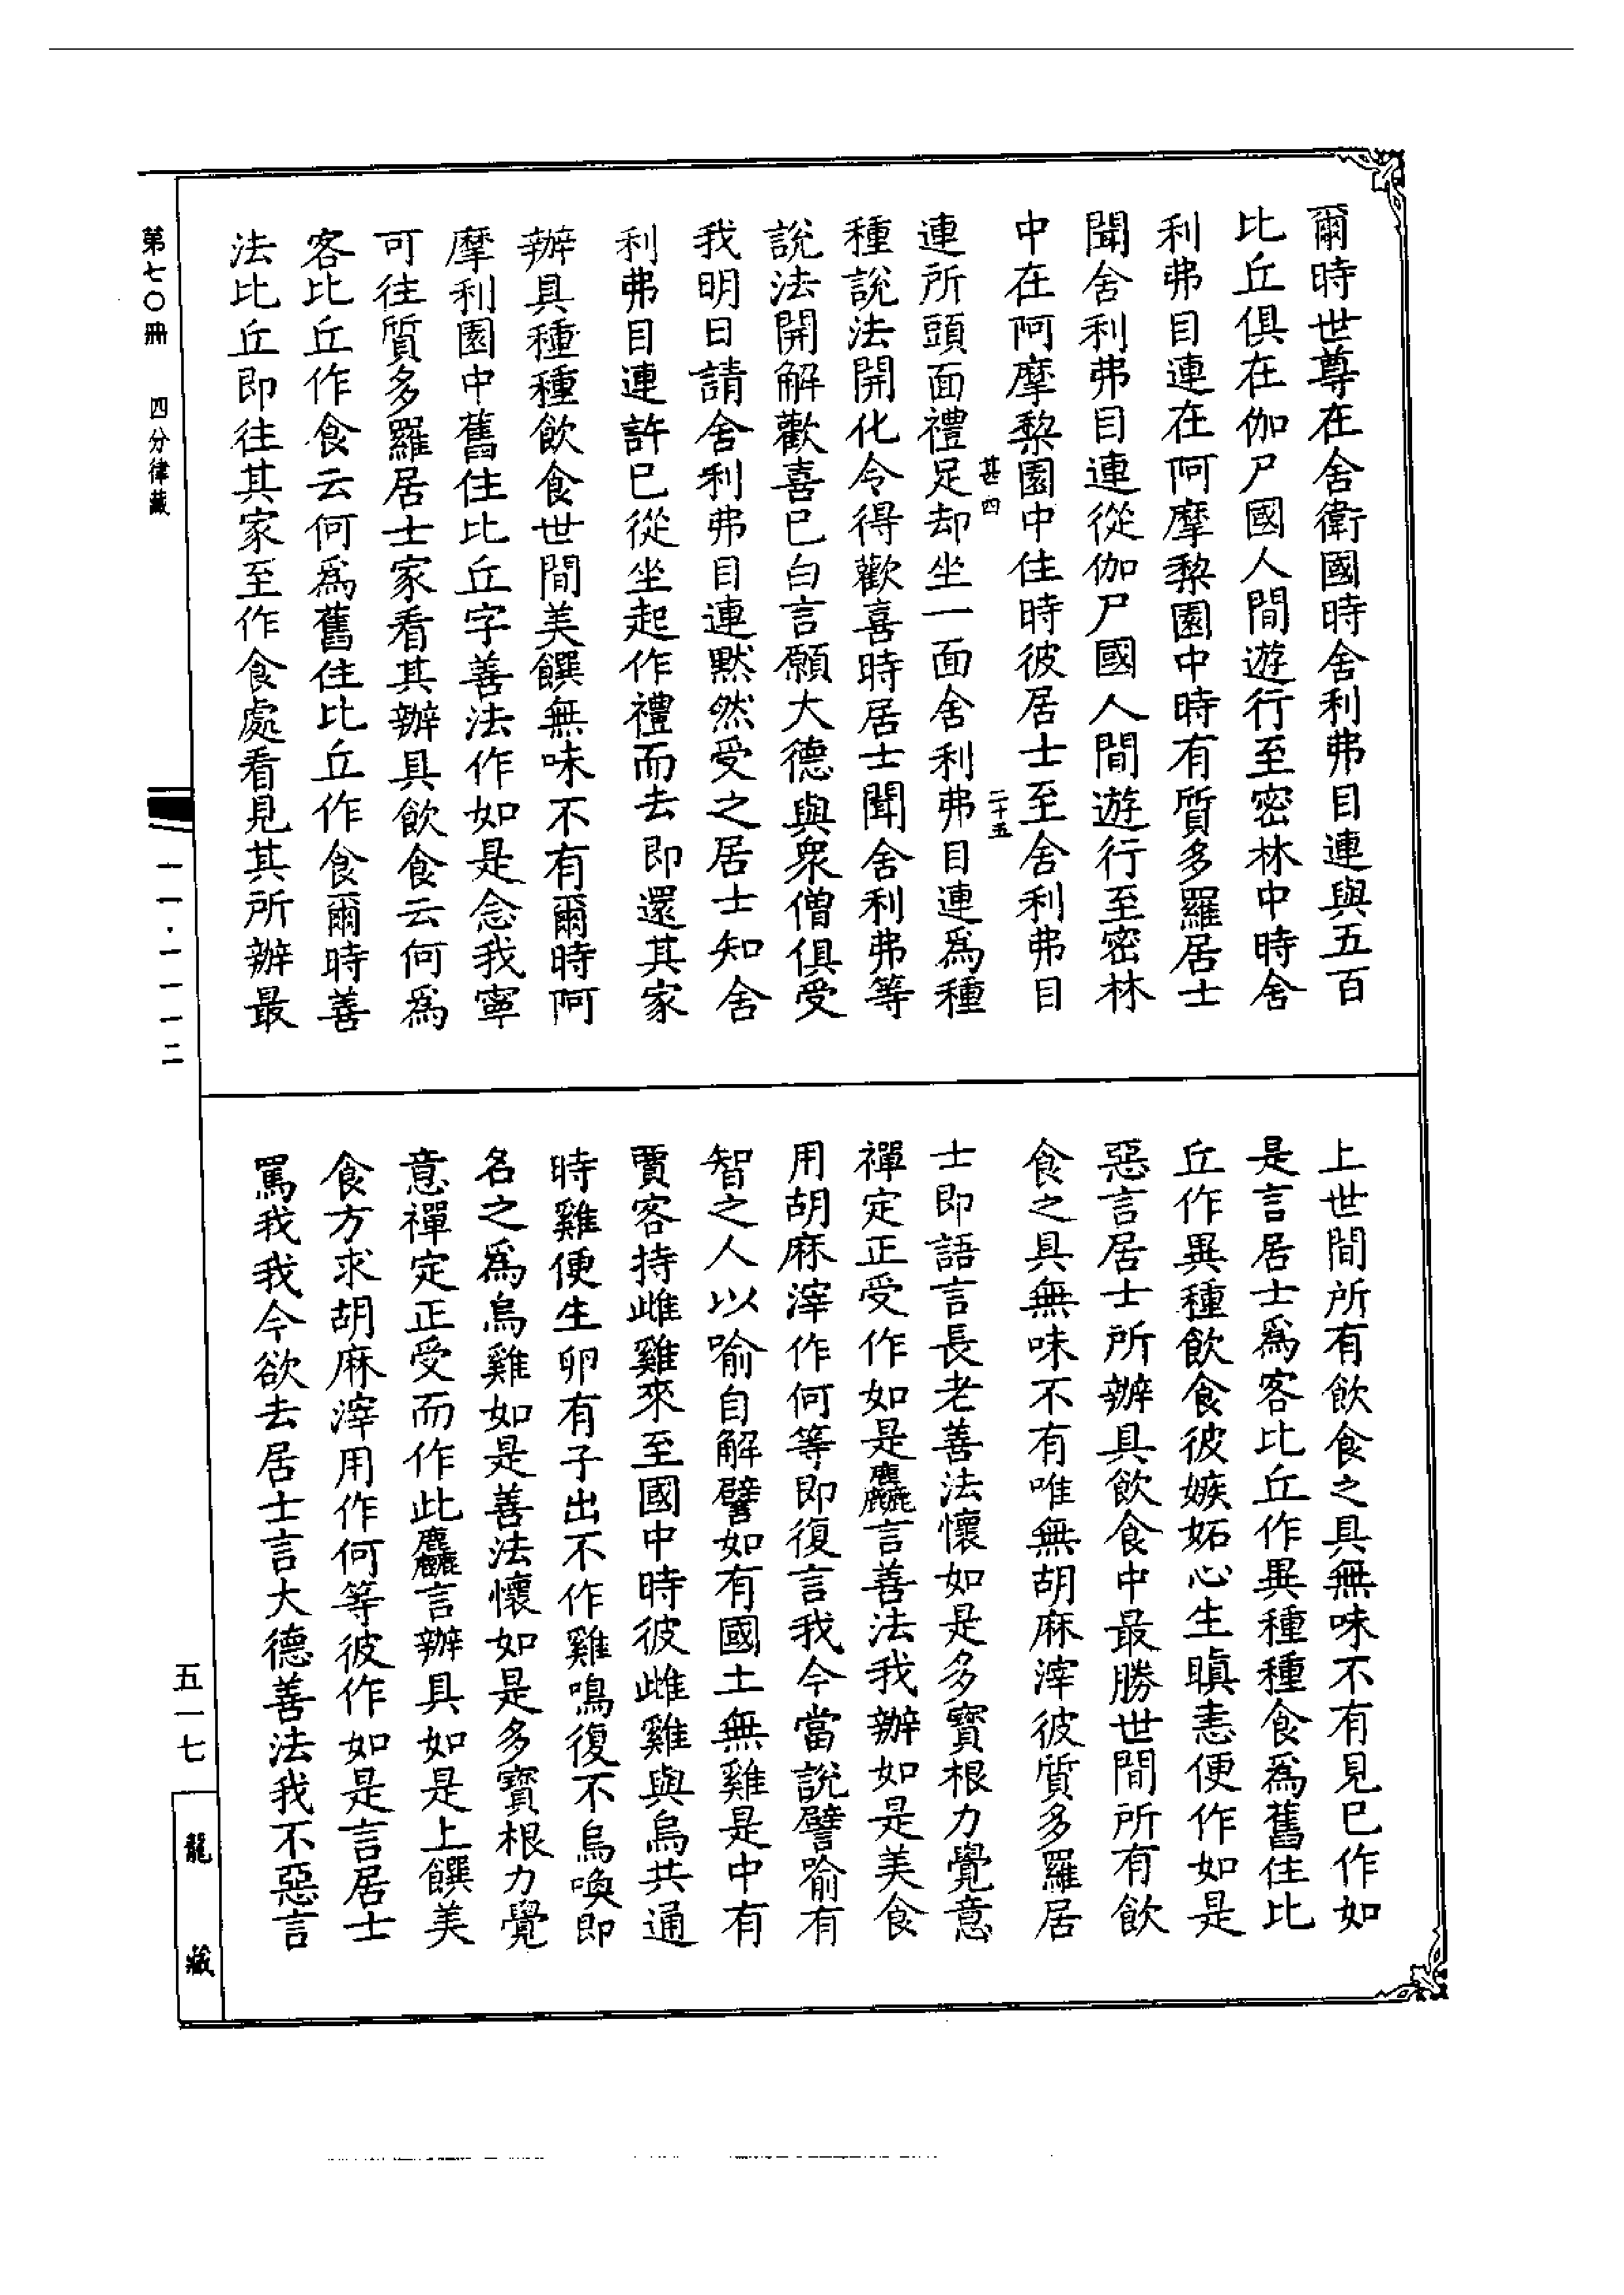 爾時世尊在舍衛國時舍利弗目連與五百
比丘俱在伽尸國人間遊行至密林中時舍
利弗目連在阿摩黎園中時有質多羅居士
聞舍利弗目連從伽尸國人間遊行至密林
中在阿摩黎園中住時彼居士至舍利弗目
甚四
二十五
連所頭面禮足却坐一面舍利弗目連爲種
種說法開化令得歡喜時居士聞舍利弗等
說法開解歡喜已白言願大德與衆僧俱受
我明日請舍利弗目連黙然受之居士知舍
利弗目連許已從坐起作禮而去即還其家
辦具種種飲食世間美饌無味不有爾時阿
摩利園中舊住比丘字善法作如是念我寧
可往質多羅居士家看其辦具飲食云何爲
客比丘作食云何爲舊住比丘作食爾時善
法比丘即往其家至作食處看見其所辦最
上世間所有飲食之具無味不有見已作如
是言居士爲客比丘作異種種食爲舊住比
丘作異種飲食彼嫉妬心生瞋恚便作如是
惡言居士所辦具飲食中最勝世間所有飲
食之具無味不有唯無胡麻滓彼質多羅居
士即語言長老善法懷如是多寶根力覺意
禪定正受作如是麤言善法我辦如是美食
用胡麻滓作何等即復言我今當說譬喻有
智之人以喻自解譬如有國土無雞是中有
賈客持雌雞來至國中時彼雌雞與烏共通
時雞便生卵有子出不作雞鳴復不烏喚即
名之爲烏雞如是善法懷如是多寶根力覺
意禪定正受而作此麤言辦具如是上饌美
食方求胡麻滓用作何等彼作如是言居士
罵我我今欲去居士言大德善法我不惡言
第七〇冊 四分律藏
一一·一一一二
五一七
龍藏